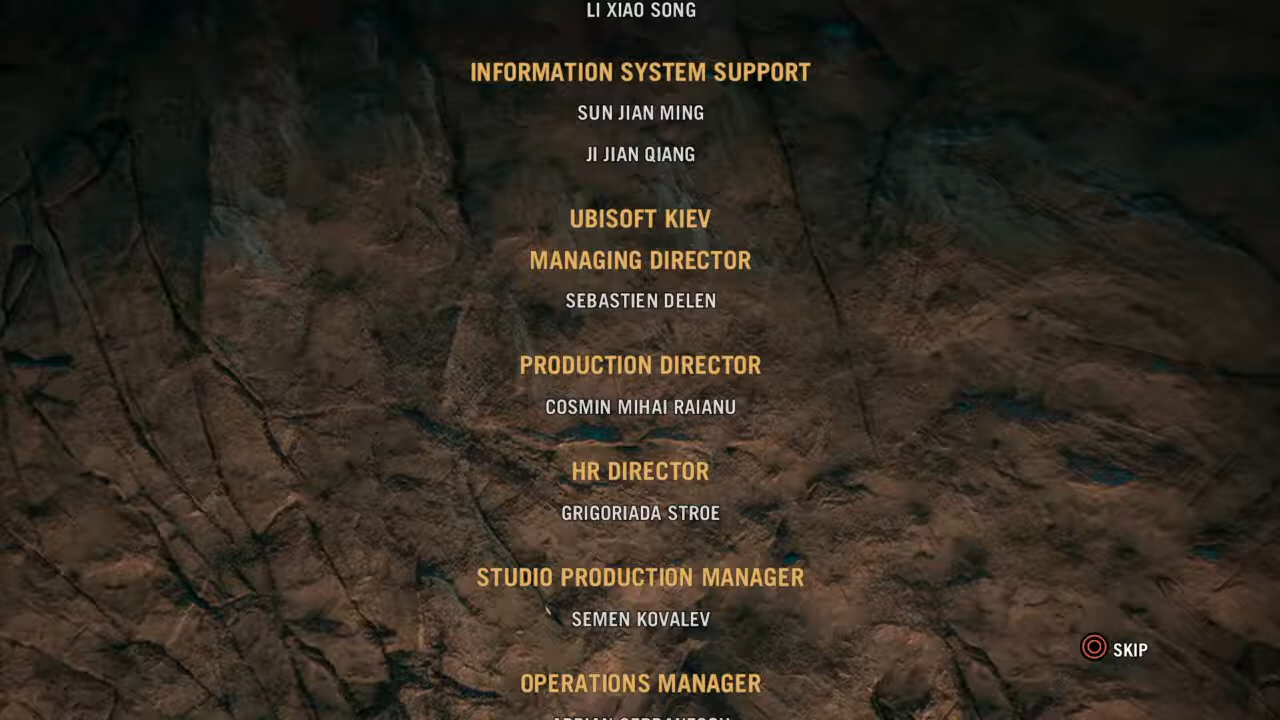 LI XIAO SONG
INFORMATION SYSTEM SUPPORT
SUN JIAN MING
JI JIAN QIANG
UBISOFT KIEV
MANAGING DIRECTOR
SEBASTIEN DELEN
PRODUCTION DIRECTOR
COSMIN MIHAI RAIANU
HR DIRECTOR
GRIGORIADA STROE
STUDIO PRODUCTION MANAGER
SEMEN KOVALEV
SKIP
OPERATIONS MANAGER